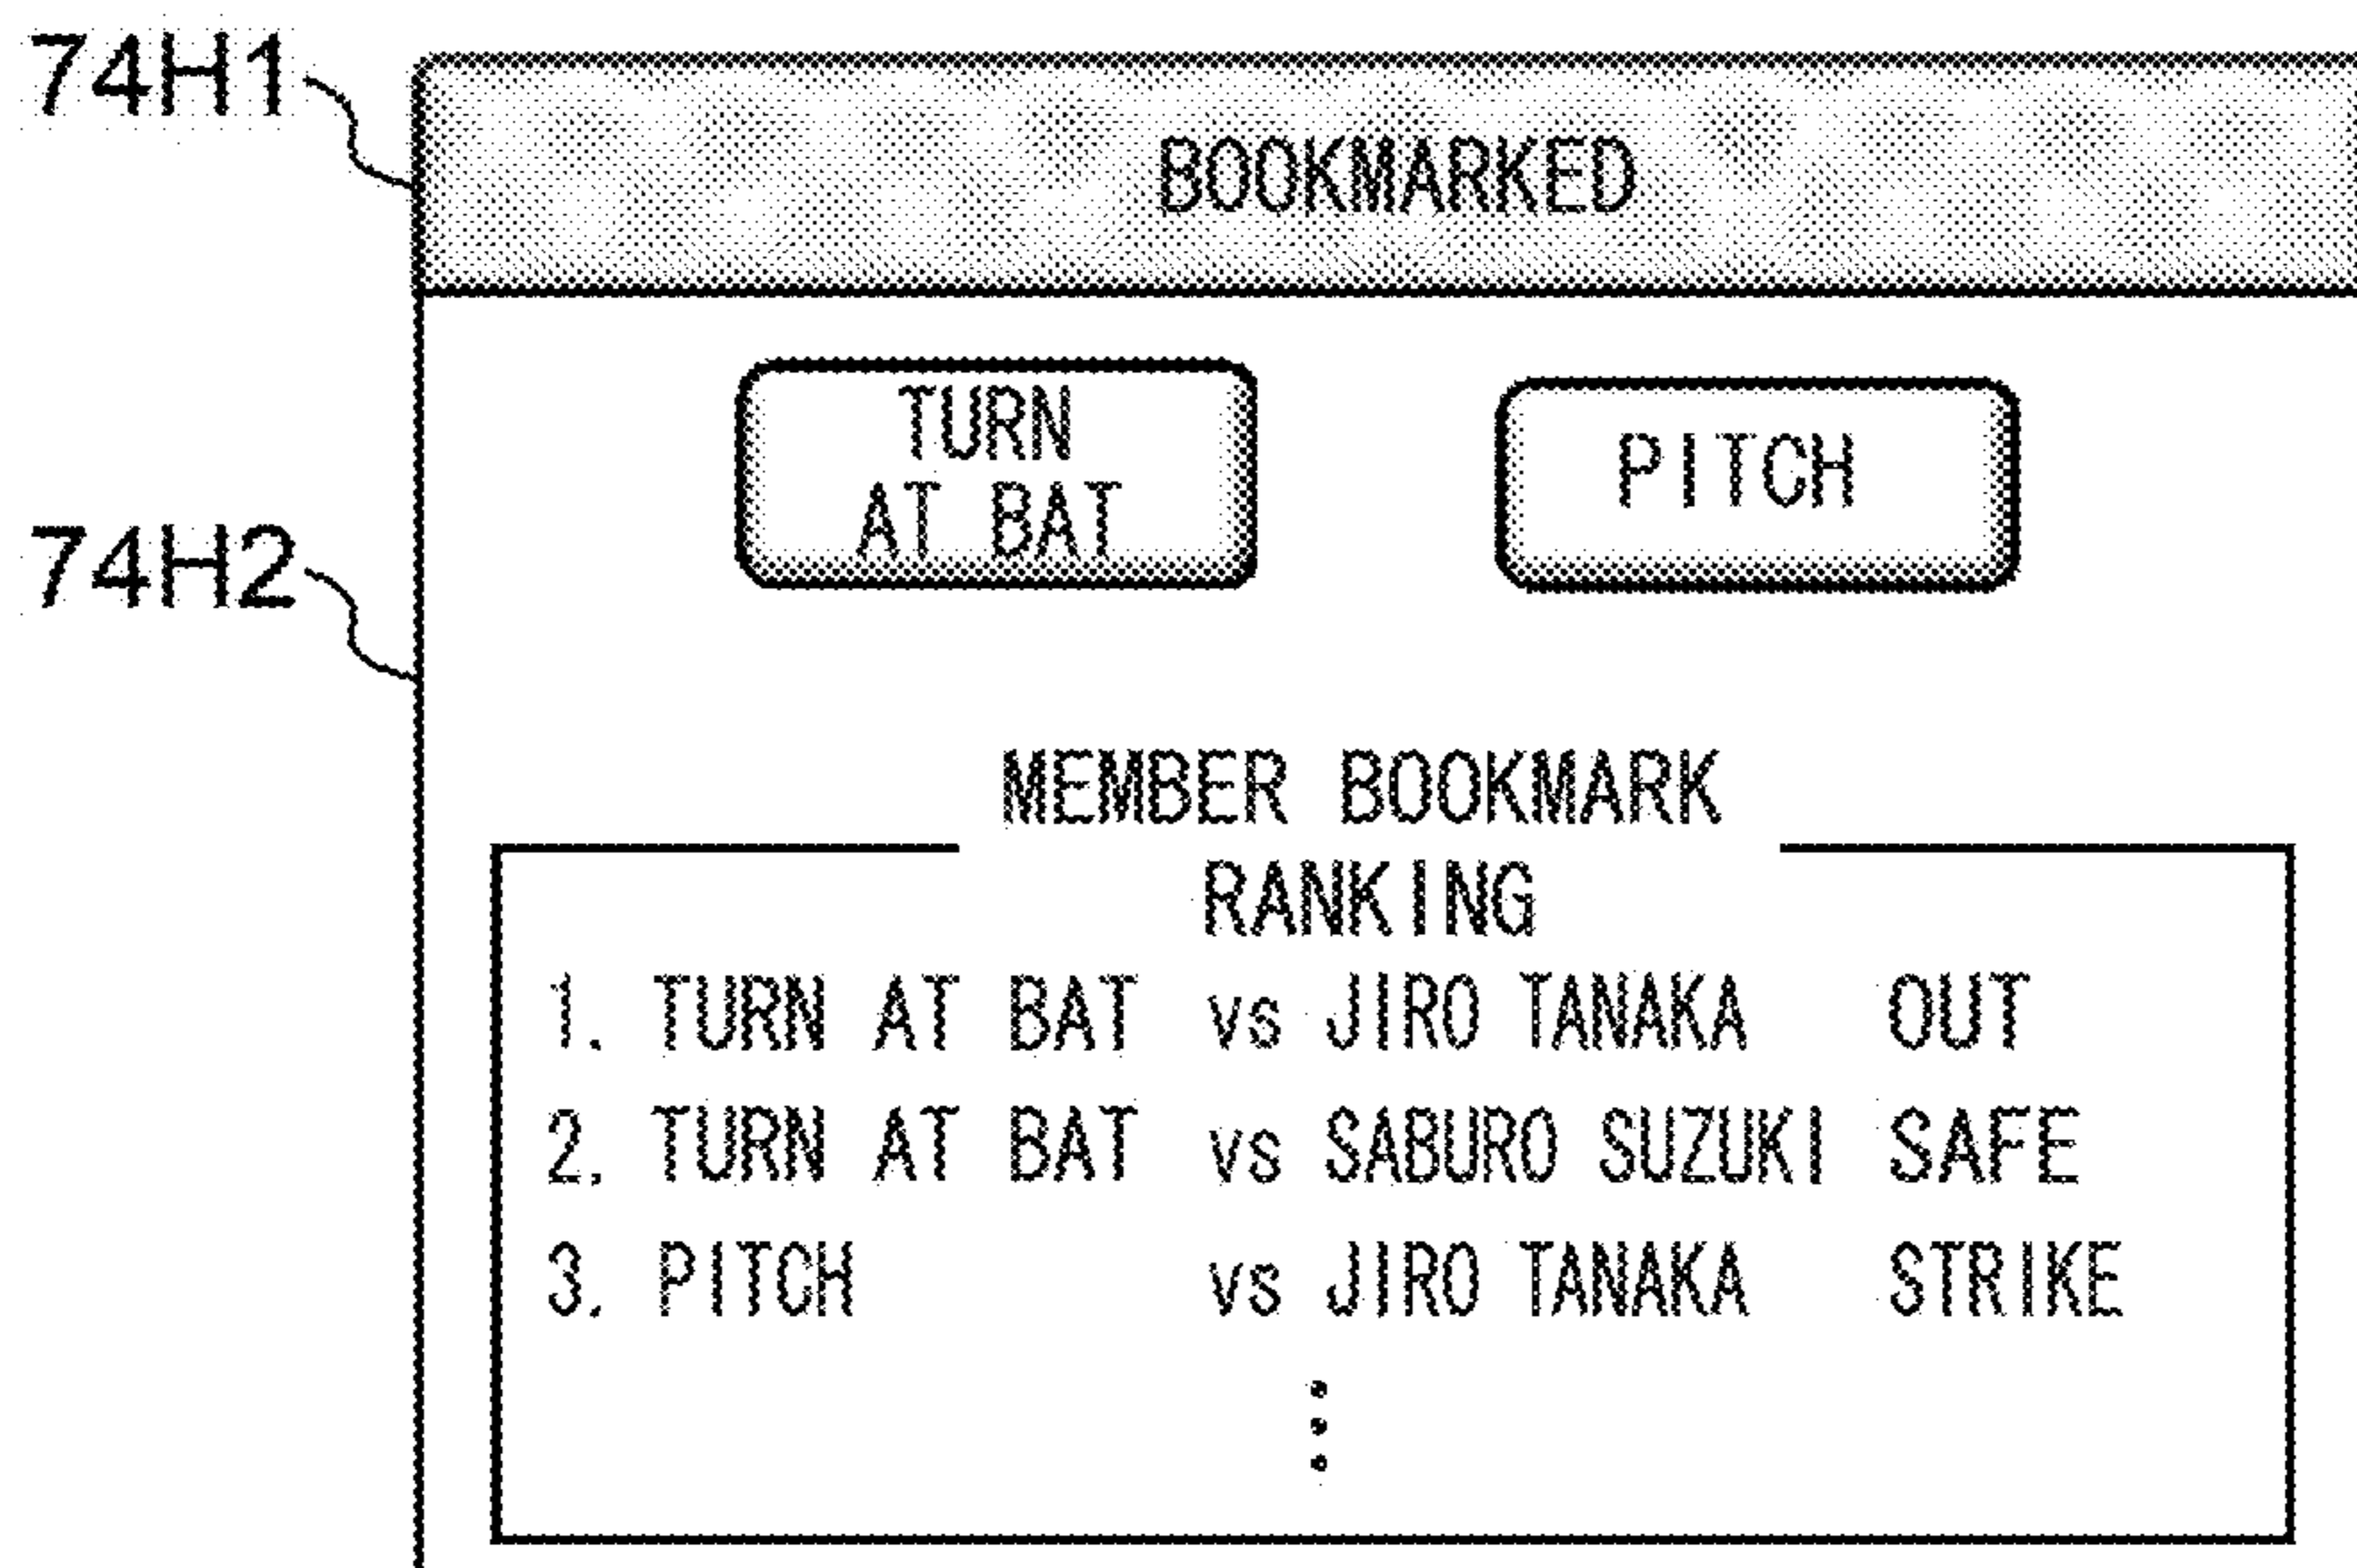 74H1
BOOKMARKED
TURN
AT BAT
PITCH
74H2
MEMBER BOOKMARK
RANKING
1. TURN AT BAT vs JIRO TANAKA OUT
2. TURN AT BAT vs SABURO SUZUKI SAFE
3. PITCH vs JIRO TANAKA STRIKE